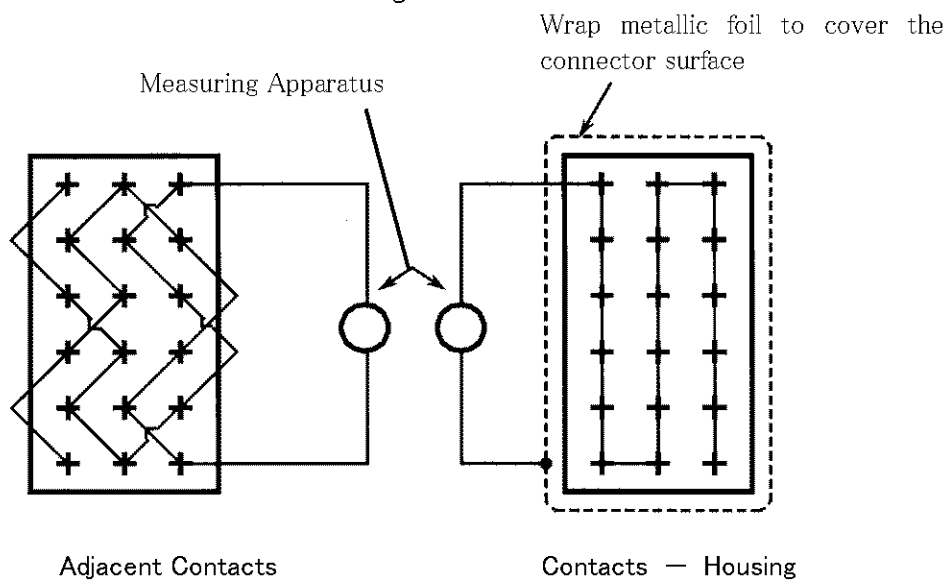 Wrap metallic foil to cover the
connector surface
Measuring Apparatus
Adjacent Contacts
Contacts — Housing